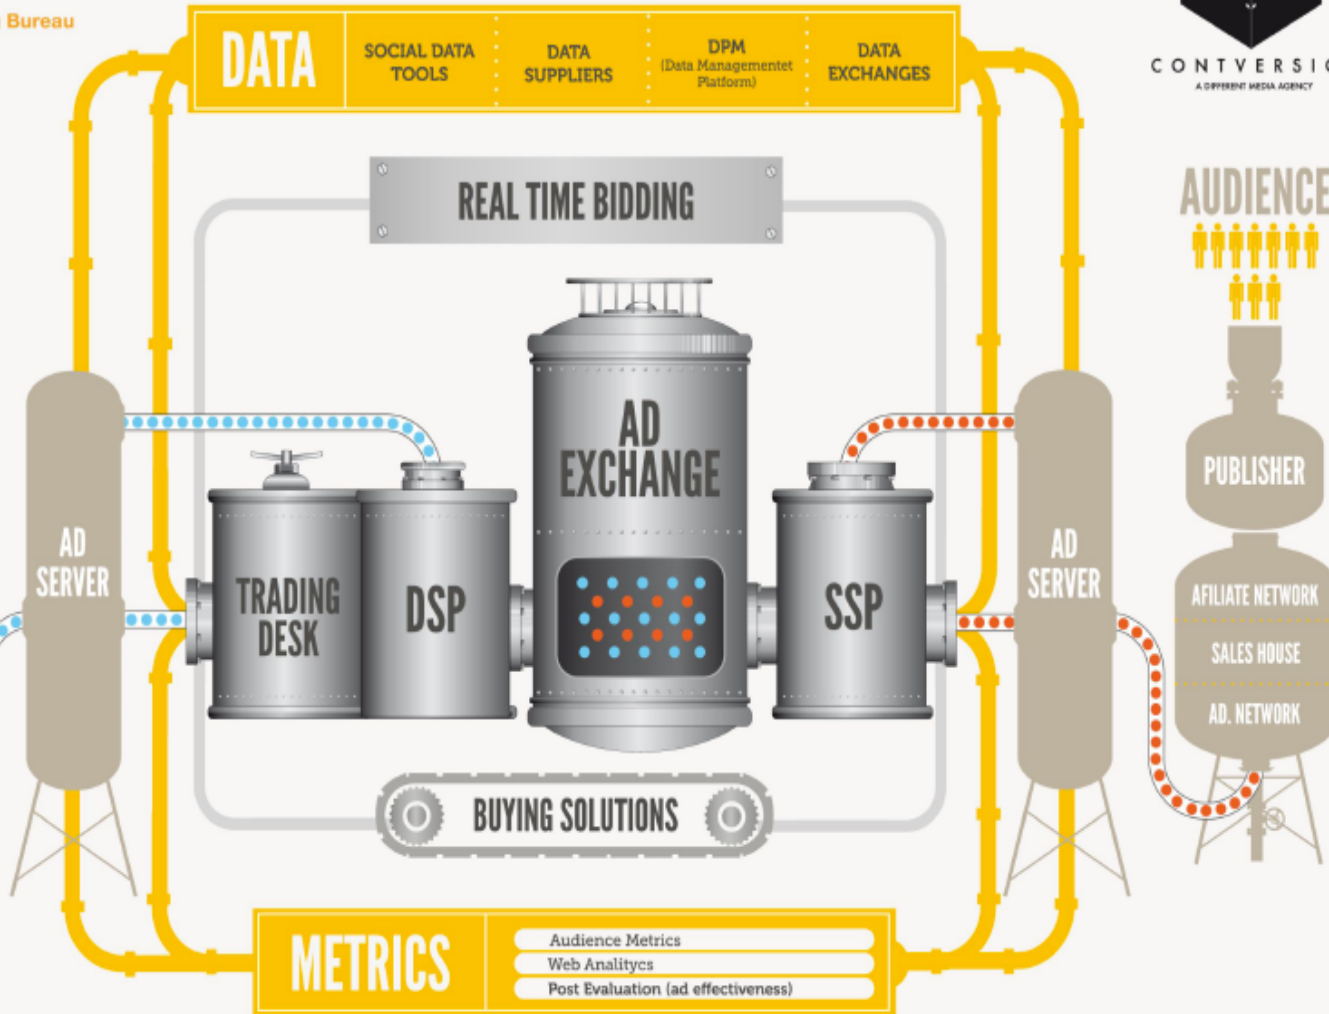 Bureau
DATA
SOCIAL DATA
TOOLS
DATA
SUPPLIERS
DPM
(Data Managementet
Platform)
DATA
EXCHANGES
CONTVERSIO
A DIFFERENT MEDIA AGENCY
REAL TIME BIDDING
AUDIENCE
AD
EXCHANGE
PUBLISHER
AD
SERVER
TRADING
DESK
DSP
SSP
AD
SERVER
AFILIATE NETWORK
SALES HOUSE
AD. NETWORK
BUYING SOLUTIONS
METRICS
Audience Metrics
Web Analitycs
Post Evaluation (ad effectiveness)